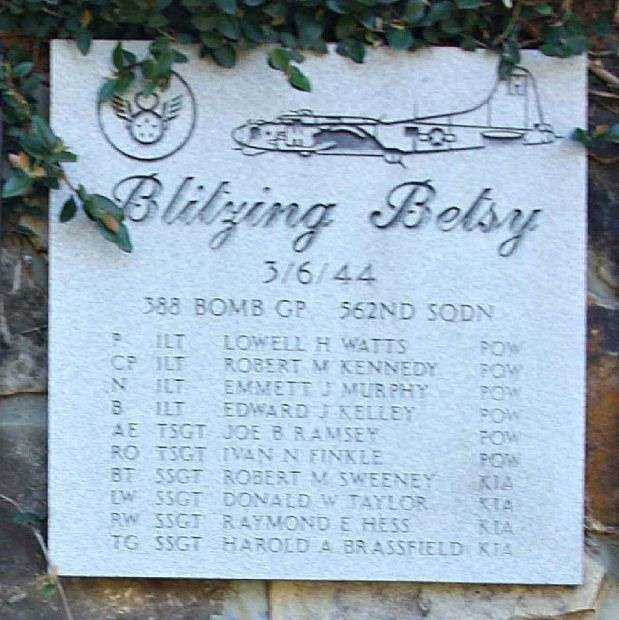 Blitzing Betsy
3/6/44
388 BOMB GP 562ND SQDN
P 1LT LOWELL H WATTS POW
CP 1LT ROBERT M KENNEDY POW
N 1LT EMMETT J MURPHY POW
B 1LT EDWARD J KELLEY POW
AE TSGT JOE B RAMSEY POW
RO TSGT IVAN N FINKLE POW
BT SSGT ROBERT M SWEENEY KIA
LW SSGT DONALD W TAYLOR KIA
RW SSGT RAYMOND E HESS KIA
TG SSGT HAROLD A BRASSFIELD KIA